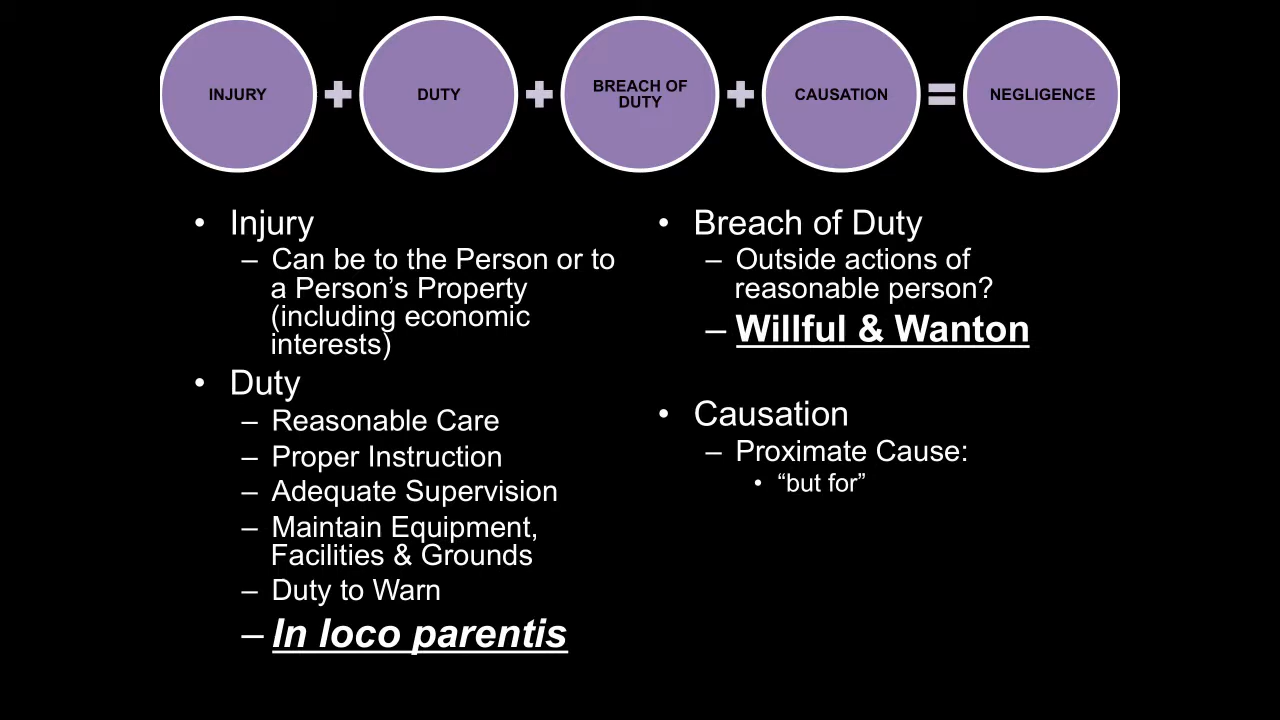 INJURY
DUTY
BREACH OF
DUTY
CAUSATION
NEGLIGENCE
• Injury
– Can be to the Person or to
a Person’s Property
(including economic
interests)
• Duty
– Reasonable Care
– Proper Instruction
– Adequate Supervision
– Maintain Equipment,
Facilities & Grounds
– Duty to Warn
– In loco parentis
• Breach of Duty
– Outside actions of
reasonable person?
– Willful & Wanton
• Causation
– Proximate Cause:
• “but for”